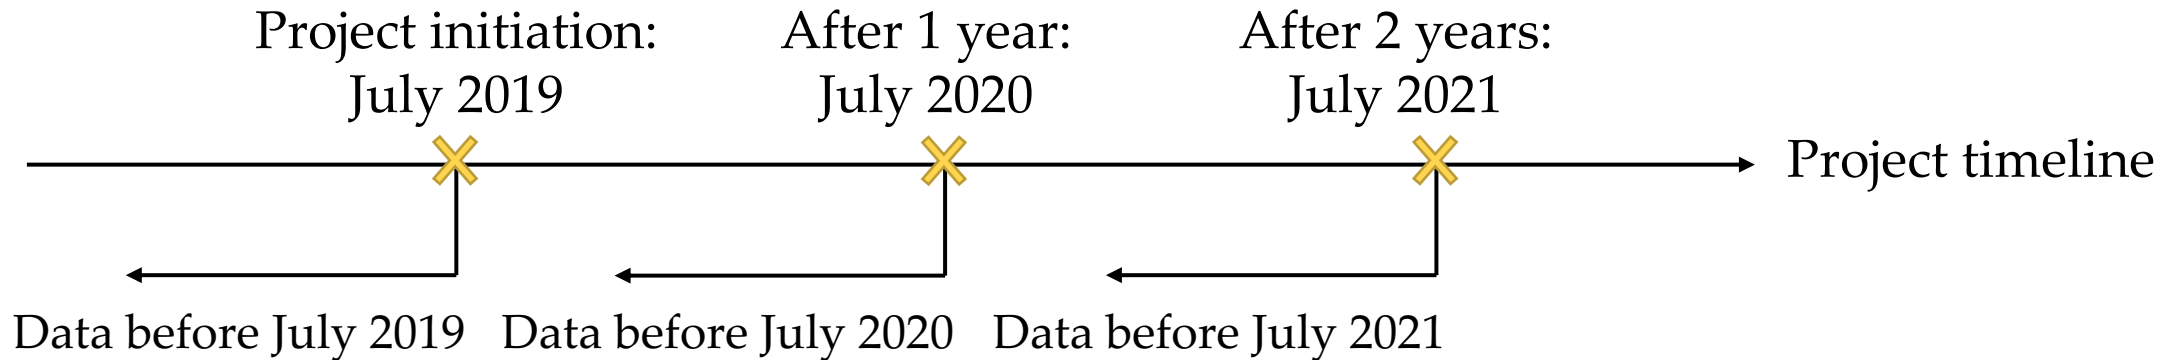 Project initiation:
July 2019
After 1 year:
July 2020
After 2 years:
July 2021
Project timeline
Data before July 2019
Data before July 2020
Data before July 2021